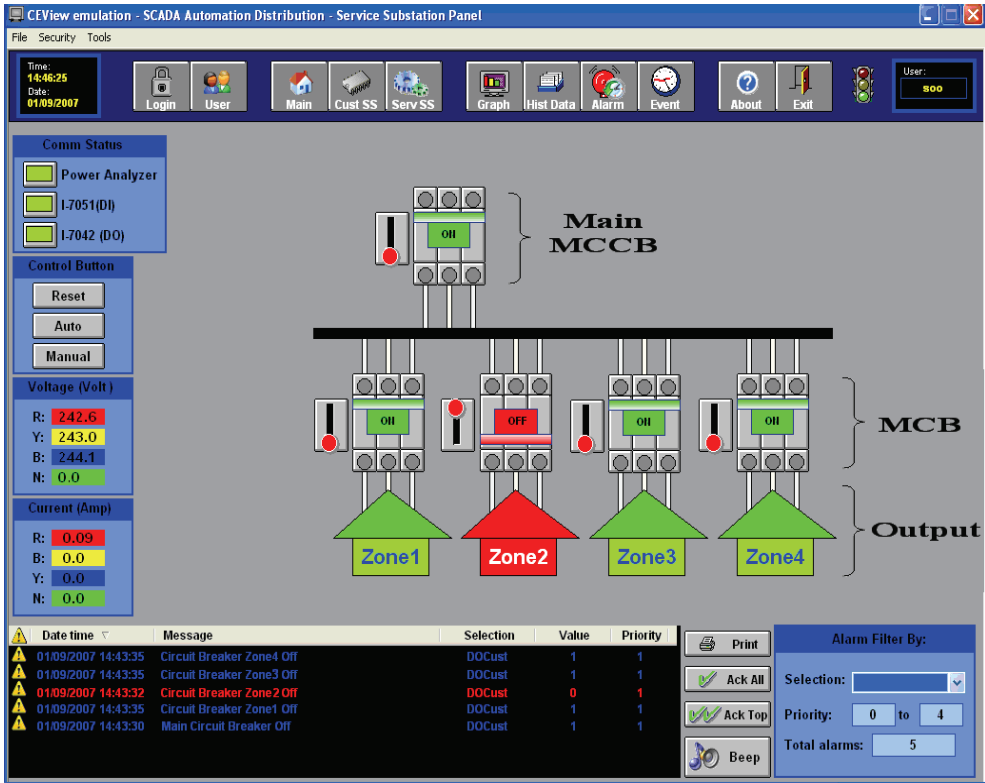 CEView emulation - SCADA Automation Distribution - Service Substation Panel
File Security Tools
Time:
14:46:25
Date:
01/09/2007
Login
User
Main
Cust SS
Serv SS
Graph
Hist Data
Alarm
Event
About
Exit
User:
soo
Comm Status
Power Analyzer
I-7051(DI)
I-7042 (DO)
Control Button
Reset
Auto
Manual
Voltage (Volt )
R: 242.6
Y: 243.0
B: 244.1
N: 0.0
Current (Amp)
R: 0.09
B: 0.0
Y: 0.0
N: 0.0
ON
Main
MCCB
ON
OFF
ON
ON
MCB
Zone1
Zone2
Zone3
Zone4
Output
Date time Message Selection Value Priority
01/09/2007 14:43:35 Circuit Breaker Zone4 Off DOCust 1 1
01/09/2007 14:43:35 Circuit Breaker Zone3 Off DOCust 1 1
01/09/2007 14:43:32 Circuit Breaker Zone2 Off DOCust 0 1
01/09/2007 14:43:35 Circuit Breaker Zone1 Off DOCust 1 1
01/09/2007 14:43:30 Main Circuit Breaker Off DOCust 1 1
Print
Ack All
Ack Top
Beep
Alarm Filter By:
Selection:
Priority: 0 to 4
Total alarms: 5